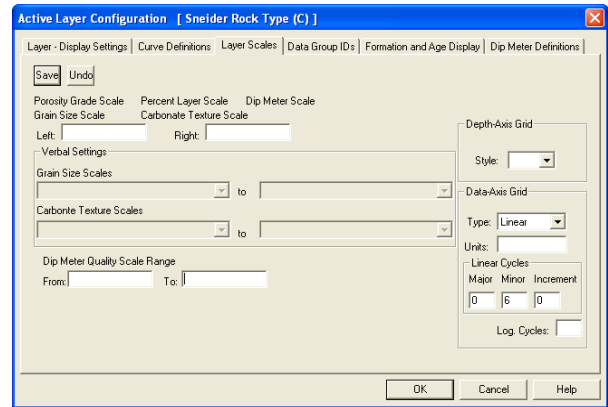 Active Layer Configuration [ Sneider Rock Type (C) ]
Layer - Display Settings Curve Definitions Layer Scales Data Group IDs Formation and Age Display Dip Meter Definitions
Save Undo
Porosity Grade Scale Percent Layer Scale Dip Meter Scale
Grain Size Scale Carbonate Texture Scale
Left: Right:
Verbal Settings
Grain Size Scales
to
Carbonte Texture Scales
to
Dip Meter Quality Scale Range
From: To:
Depth-Axis Grid
Style:
Data-Axis Grid
Type: Linear
Units:
Linear Cycles
Major Minor Increment
0 6 0
Log. Cycles:
OK Cancel Help